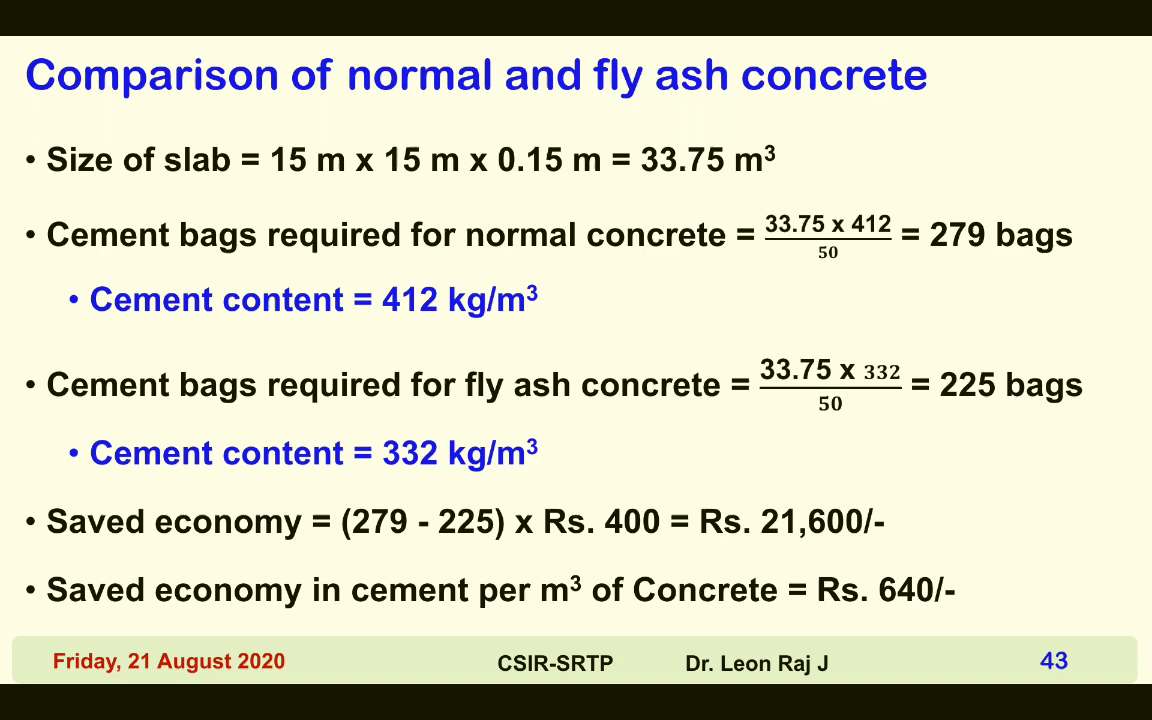 Comparison of normal and fly ash concrete
• Size of slab = 15 m x 15 m x 0.15 m = 33.75 m³
• Cement bags required for normal concrete = 33.75 x 412 / 50 = 279 bags
• Cement content = 412 kg/m³
• Cement bags required for fly ash concrete = 33.75 x 332 / 50 = 225 bags
• Cement content = 332 kg/m³
• Saved economy = (279 - 225) x Rs. 400 = Rs. 21,600/-
• Saved economy in cement per m³ of Concrete = Rs. 640/-
Friday, 21 August 2020 CSIR-SRTP Dr. Leon Raj J 43